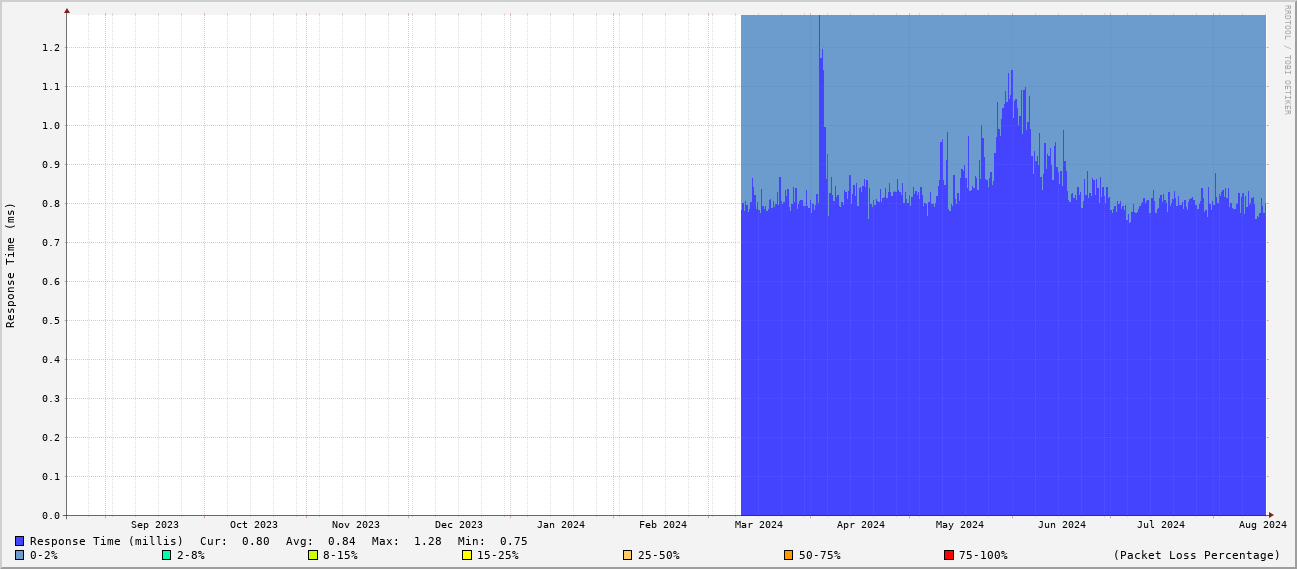 RRDTOOL / TOBI OETIKER
Response Time (ms)
1.2
1.1
1.0
0.9
0.8
0.7
0.6
0.5
0.4
0.3
0.2
0.1
0.0
Sep 2023 Oct 2023 Nov 2023 Dec 2023 Jan 2024 Feb 2024 Mar 2024 Apr 2024 May 2024 Jun 2024 Jul 2024 Aug 2024
Response Time (millis) Cur: 0.80 Avg: 0.84 Max: 1.28 Min: 0.75
0-2% 2-8% 8-15% 15-25% 25-50% 50-75% 75-100% (Packet Loss Percentage)